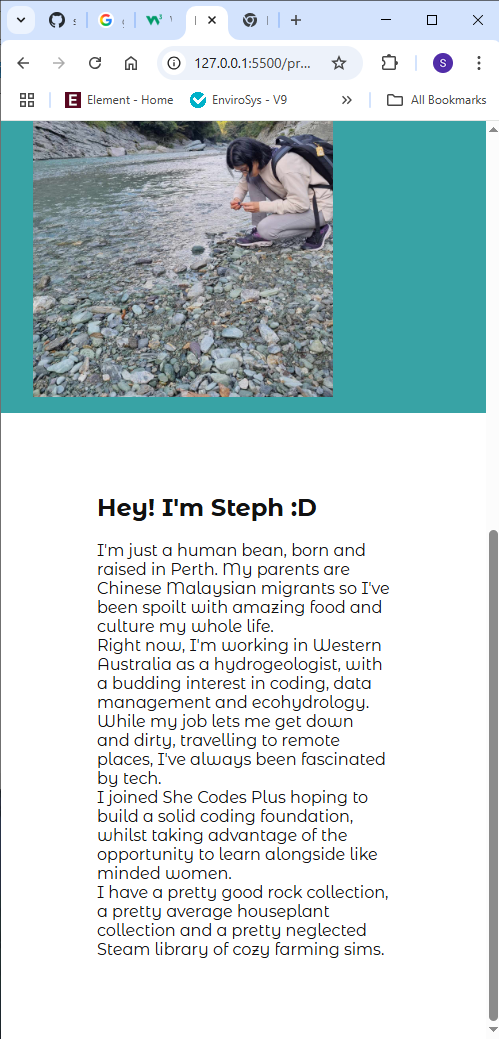 127.0.0.1:5500/pr...
S
Element - Home
EnviroSys - V9
All Bookmarks
Hey! I'm Steph :D
I'm just a human bean, born and
raised in Perth. My parents are
Chinese Malaysian migrants so I've
been spoilt with amazing food and
culture my whole life.
Right now, I'm working in Western
Australia as a hydrogeologist, with
a budding interest in coding, data
management and ecohydrology.
While my job lets me get down
and dirty, travelling to remote
places, I've always been fascinated
by tech.
I joined She Codes Plus hoping to
build a solid coding foundation,
whilst taking advantage of the
opportunity to learn alongside like
minded women.
I have a pretty good rock collection,
a pretty average houseplant
collection and a pretty neglected
Steam library of cozy farming sims.